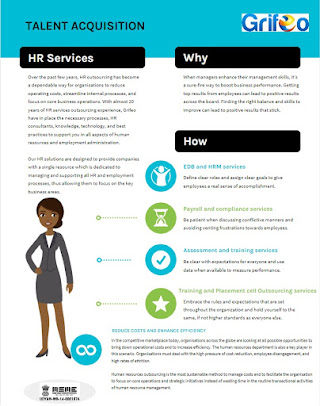 TALENT ACQUISITION
Grifeo
HR Services
Over the past few years, HR outsourcing has become
a dependable way for organisations to reduce
operating costs, streamline internal processes, and
focus on core business operations. With almost 20
years of HR services outsourcing experience, Grifeo
have in place the necessary processes, HR
consultants, knowledge, technology, and best
practices to support you in all aspects of human
resources and employment administration.
Our HR solutions are designed to provide companies
with a single resource which is dedicated to
managing and supporting all HR and employment
processes, thus allowing them to focus on the key
business areas.
Why
When managers enhance their management skills, it's
a sure fire way to boost business performance. Getting
top results from employees can lead to positive results
across the board. Finding the right balance and skills to
improve can lead to positive results that stick.
How
EDB and HRM services
Define clear roles and assign clear goals to give
employees a real sense of accomplishment.
Payroll and compliance services
Be patient when discussing conflictive manners and
avoiding venting frustrations towards employees.
Assessment and training services
Be clear with expectations for everyone and use
data when available to measure performance.
Training and Placement cell Outsourcing services
Embrace the rules and expectations that are set
throughout the organization and hold yourself to the
same, if not higher standards as everyone else.
REDUCE COSTS AND ENHANCE EFFICIENCY
In the competitive marketplace today, organisations across the globe are looking at all possible opportunities to
bring down operational costs and to increase efficiency. The human resources department is also a key player in
this scenario. Organisations must deal with the high pressure of cost reduction, employee disengagement, and
high rates of attrition.
Human resources outsourcing is the most sustainable method to manage costs and to facilitate the organisation
to focus on core operations and strategic initiatives instead of wasting time in the routine transactional activities
of human resource management.